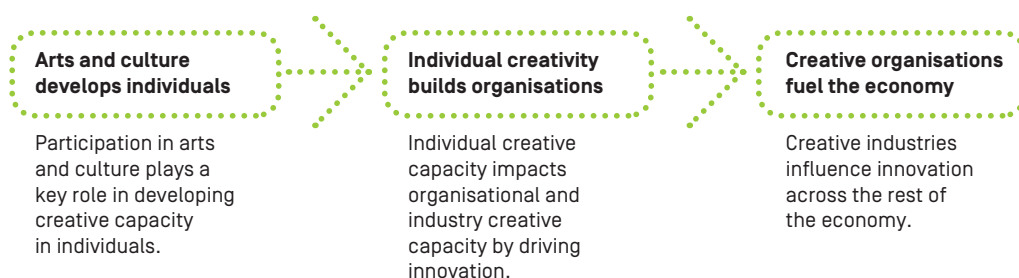 Arts and culture
develops individuals
Participation in arts
and culture plays a
key role in developing
creative capacity
in individuals.
Individual creativity
builds organisations
Individual creative
capacity impacts
organisational and
industry creative
capacity by driving
innovation.
Creative organisations
fuel the economy
Creative industries
influence innovation
across the rest of
the economy.